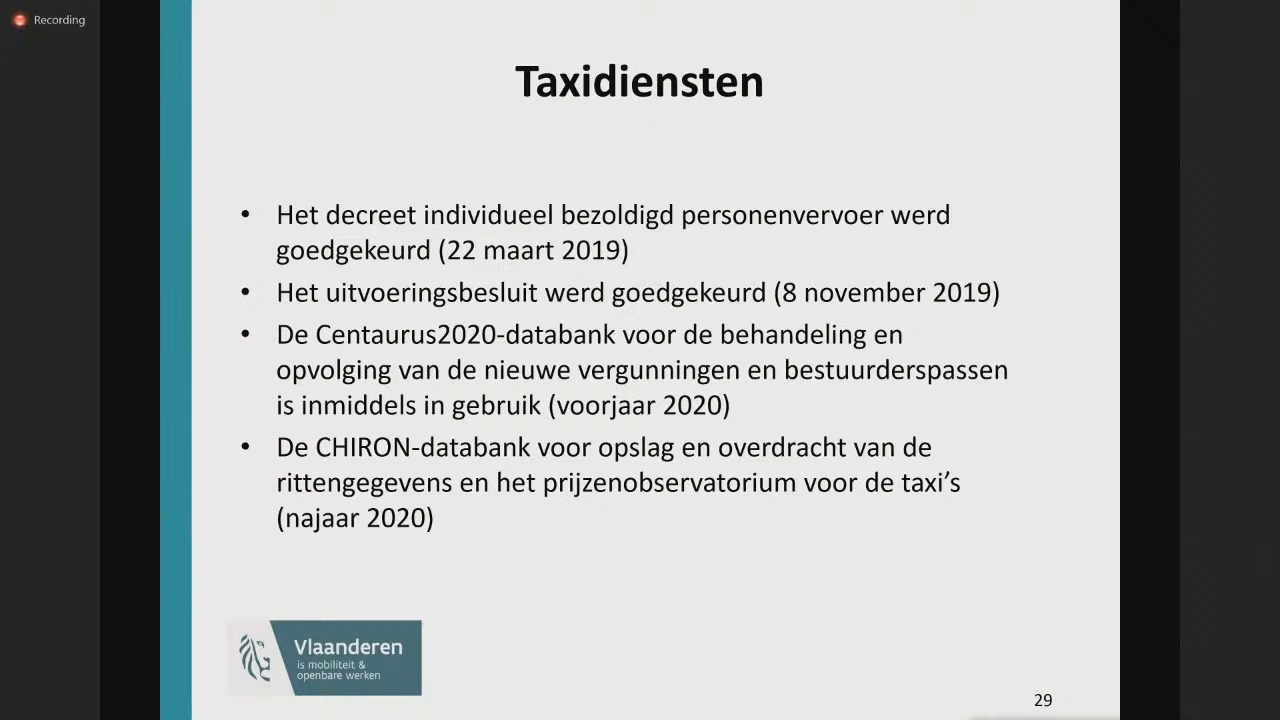 Recording
Taxidiensten
• Het decreet individueel bezoldigd personenvervoer werd
goedgekeurd (22 maart 2019)
• Het uitvoeringsbesluit werd goedgekeurd (8 november 2019)
• De Centaurus2020-databank voor de behandeling en
opvolging van de nieuwe vergunningen en bestuurderspassen
is inmiddels in gebruik (voorjaar 2020)
• De CHIRON-databank voor opslag en overdracht van de
rittengegevens en het prijzenobservatorium voor de taxi’s
(najaar 2020)
Vlaanderen
is mobiliteit &
openbare werken
29